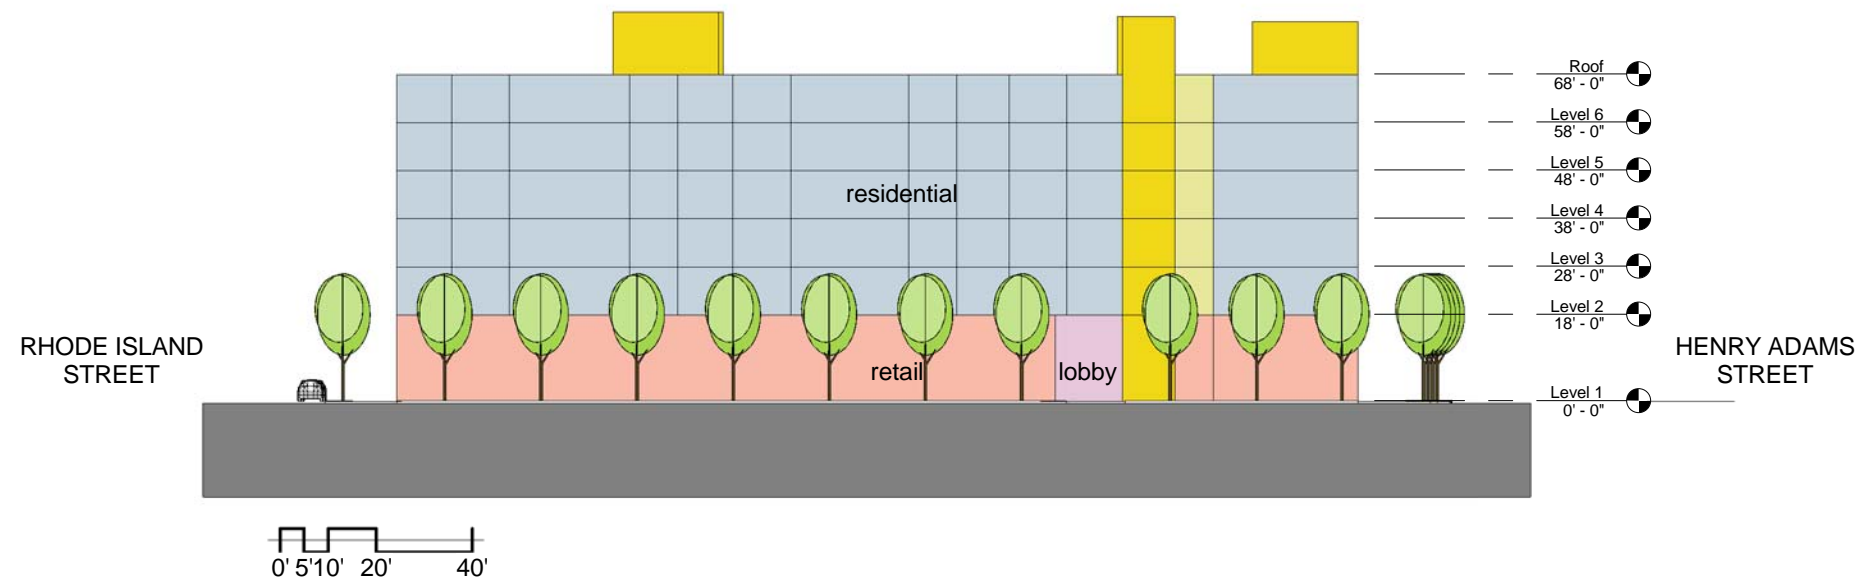 Roof
68' - 0"
Level 6
58' - 0"
Level 5
48' - 0"
residential
Level 4
38' - 0"
Level 3
28' - 0"
Level 2
18' - 0"
RHODE ISLAND
STREET
HENRY ADAMS
STREET
retail
lobby
Level 1
0' - 0"
0' 5'10' 20' 40'